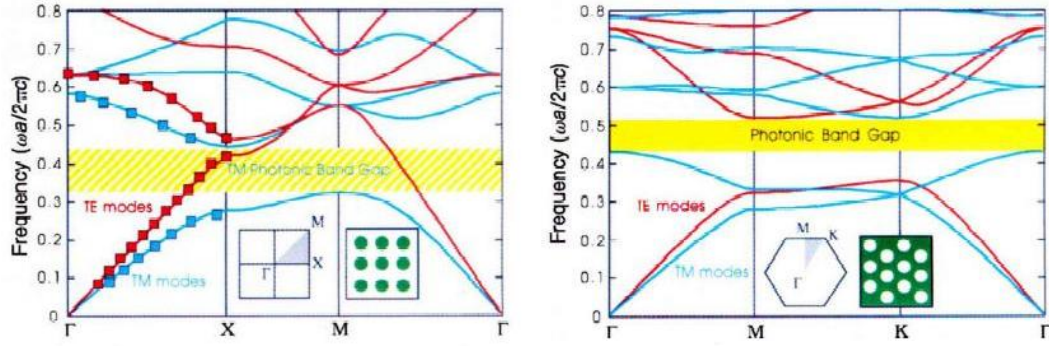 Frequency (ωa/2πc)
0.8
0.7
0.6
0.5
0.4
0.3
0.2
0.1
0
TM Photonic Band Gap
TE modes
TM modes
M
X
Γ
Γ
X
M
Γ
Frequency (ωa/2πc)
0.8
0.7
0.6
0.5
0.4
0.3
0.2
0.1
0
Photonic Band Gap
TE modes
TM modes
M
K
Γ
Γ
M
K
Γ